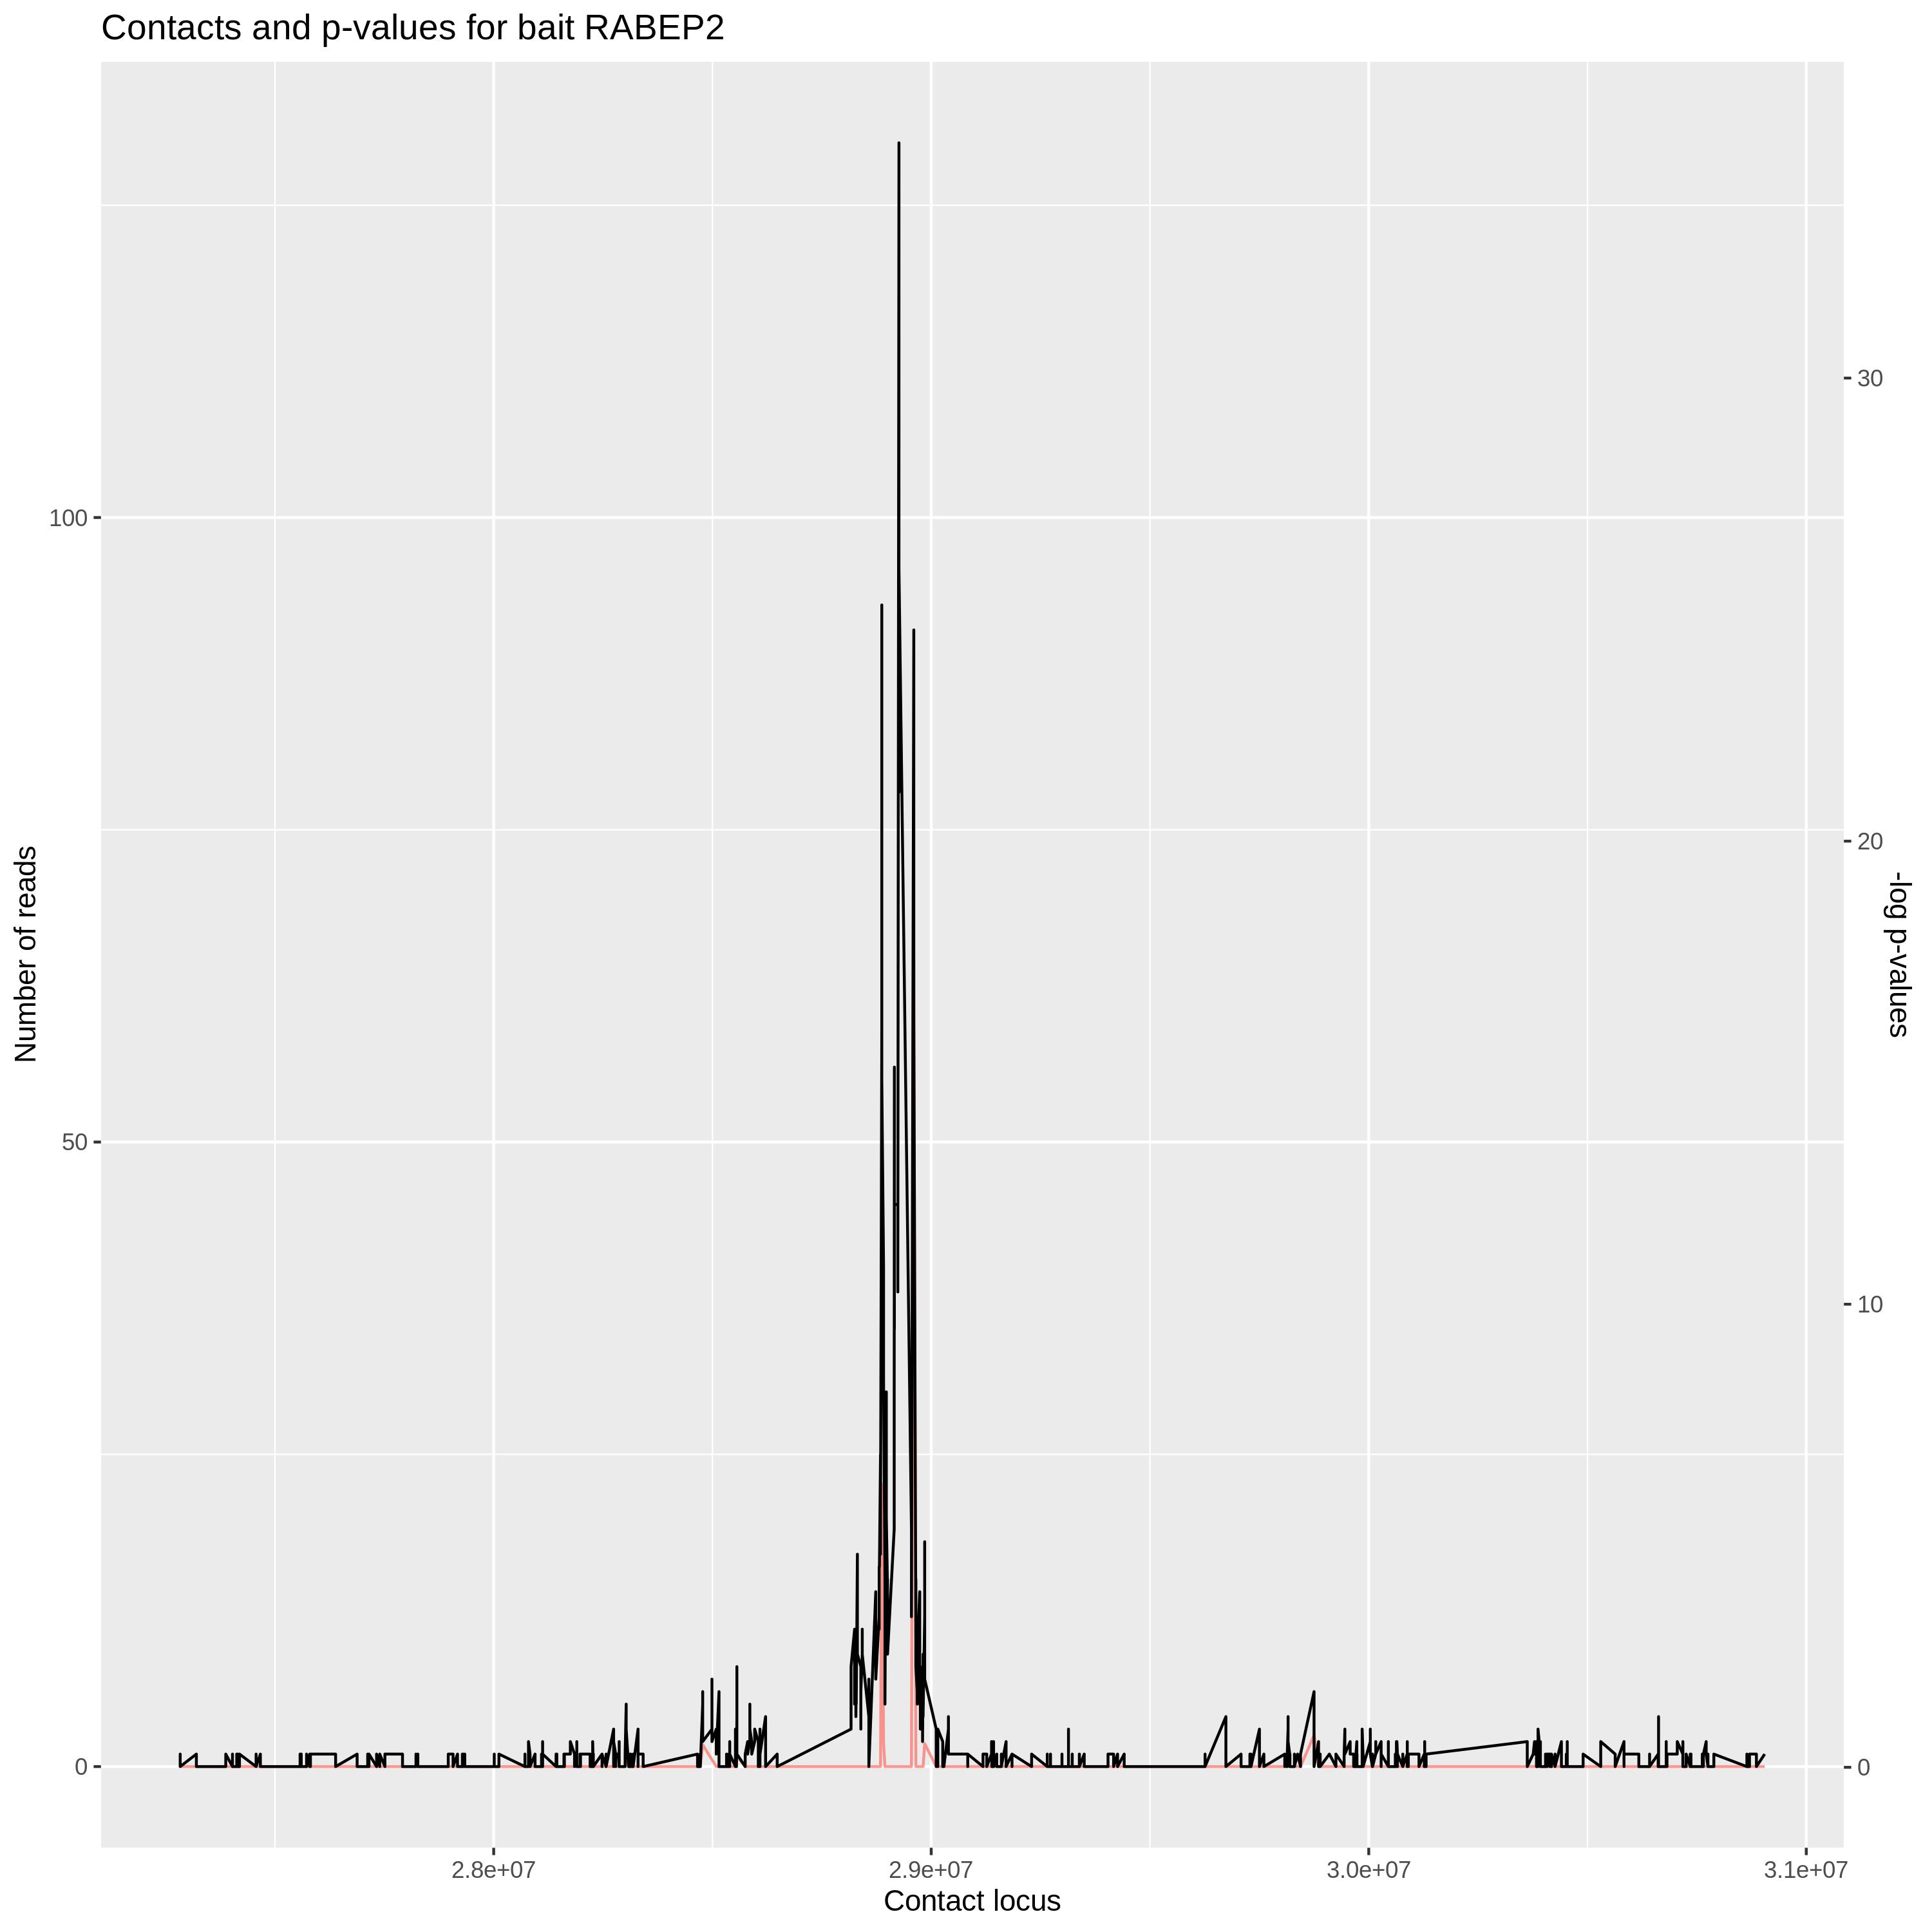 Contacts and p-values for bait RABEP2
Number of reads
100
50
0
30
20
10
0
-log p-values
2.8e+07
2.9e+07
3.0e+07
3.1e+07
Contact locus